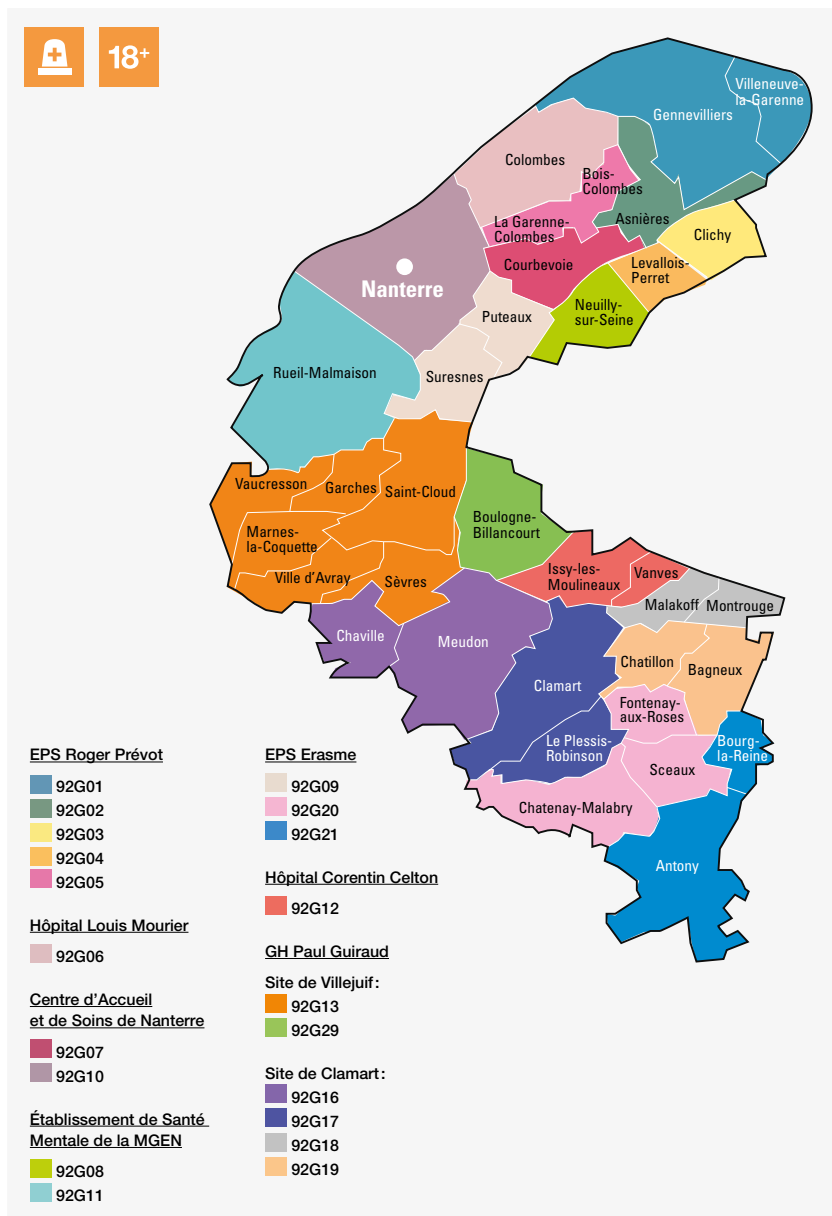 18+
Villeneuve-
la-Garenne
Gennevilliers
Colombes
Bois-
Colombes
Asnières
La Garenne-
Colombes
Clichy
Courbevoie
Levallois-
Perret
Nanterre
Neuilly-
sur-Seine
Puteaux
Rueil-Malmaison
Suresnes
Vaucresson
Garches
Saint-Cloud
Boulogne-
Billancourt
Marnes-
la-Coquette
Ville d'Avray
Sèvres
Issy-les-
Moulineaux
Vanves
Malakoff
Montrouge
Chaville
Meudon
Chatillon
Bagneux
Clamart
Fontenay-
aux-Roses
Le Plessis-
Robinson
Bourg-
la-Reine
Sceaux
Chatenay-Malabry
Antony
EPS Roger Prévot
92G01
92G02
92G03
92G04
92G05
Hôpital Louis Mourier
92G06
Centre d'Accueil
et de Soins de Nanterre
92G07
92G10
Établissement de Santé
Mentale de la MGEN
92G08
92G11
EPS Erasme
92G09
92G20
92G21
Hôpital Corentin Celton
92G12
GH Paul Guiraud
Site de Villejuif :
92G13
92G29
Site de Clamart :
92G16
92G17
92G18
92G19